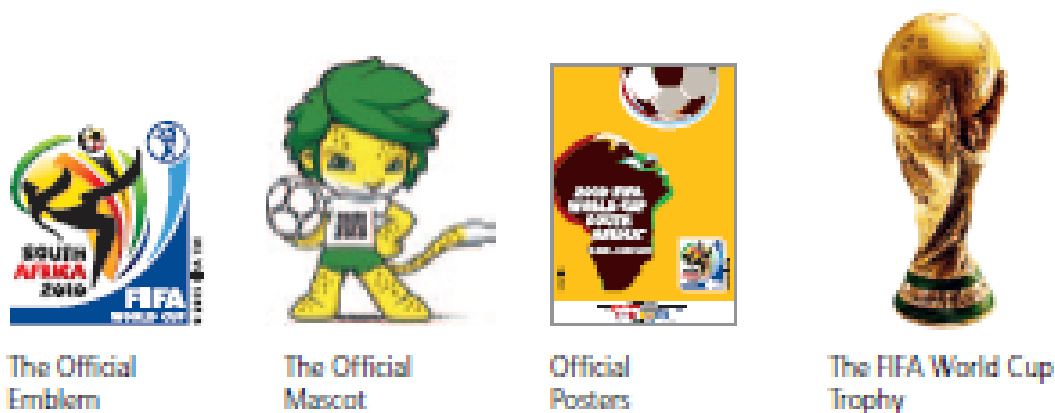 SOUTH
AFRICA
2010
FIFA
WORLD CUP
2010 FIFA
WORLD CUP
SOUTH
AFRICA
The Official
Emblem
The Official
Mascot
Official
Posters
The FIFA World Cup
Trophy